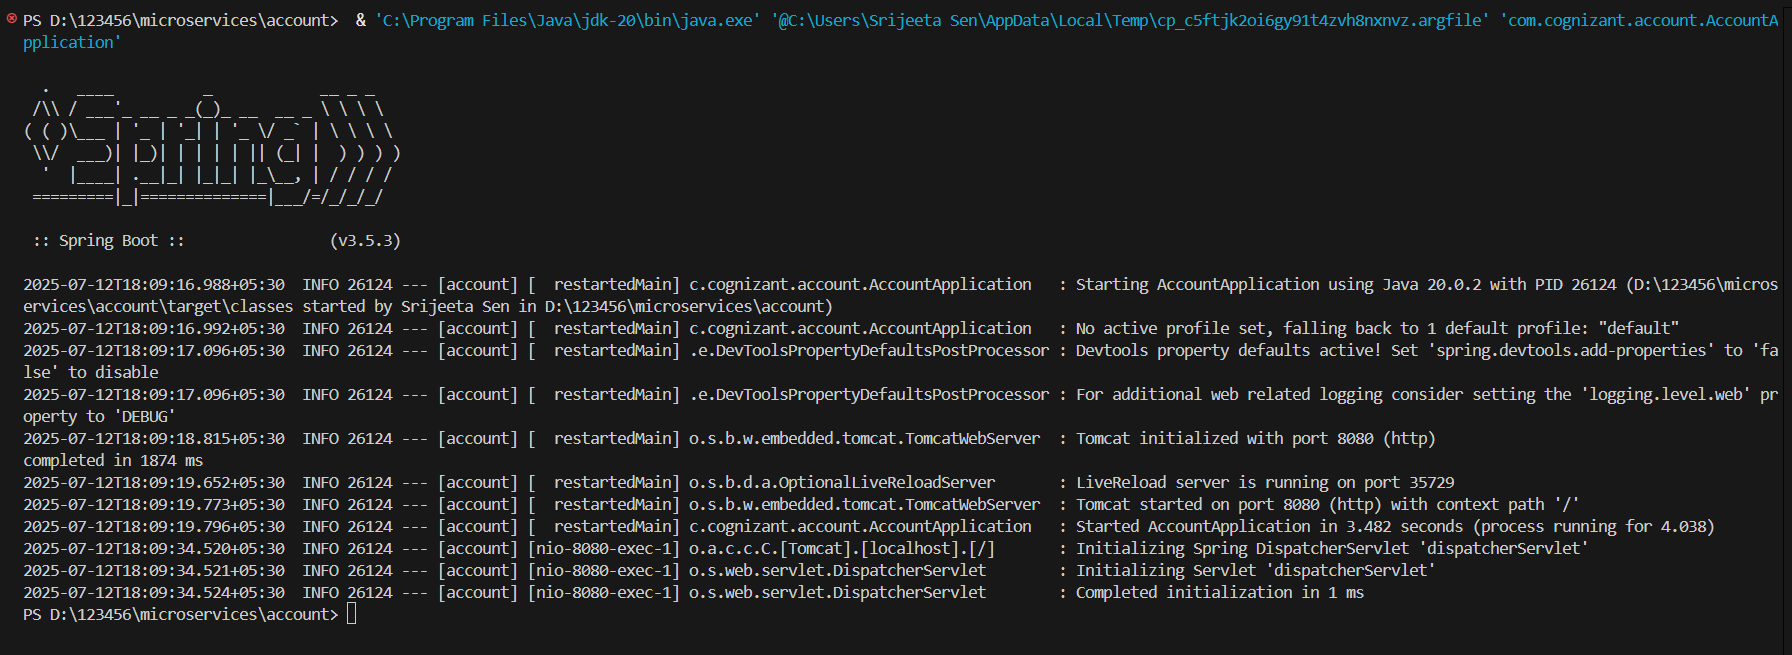 PS D:\123456\microservices\account>  & 'C:\Program Files\Java\jdk-20\bin\java.exe' '@C:\Users\Srijeeta Sen\AppData\Local\Temp\cp_c5ftjk2oi6gy91t4zvh8nxnvz.argfile' 'com.cognizant.account.AccountA
pplication'

  .   ____          _            __ _ _
 /\\ / ___'_ __ _ _(_)_ __  __ _ \ \ \ \
( ( )\___ | '_ | '_| | '_ \/ _` | \ \ \ \
 \\/  ___)| |_)| | | | | || (_| |  ) ) ) )
  '  |____| .__|_| |_|_| |_\__, | / / / /
 =========|_|==============|___/=/_/_/_/

 :: Spring Boot ::                (v3.5.3)

2025-07-12T18:09:16.988+05:30  INFO 26124 --- [account] [  restartedMain] c.cognizant.account.AccountApplication   : Starting AccountApplication using Java 20.0.2 with PID 26124 (D:\123456\micros
ervices\account\target\classes started by Srijeeta Sen in D:\123456\microservices\account)
2025-07-12T18:09:16.992+05:30  INFO 26124 --- [account] [  restartedMain] c.cognizant.account.AccountApplication   : No active profile set, falling back to 1 default profile: "default"
2025-07-12T18:09:17.096+05:30  INFO 26124 --- [account] [  restartedMain] .e.DevToolsPropertyDefaultsPostProcessor : Devtools property defaults active! Set 'spring.devtools.add-properties' to 'fa
lse' to disable
2025-07-12T18:09:17.096+05:30  INFO 26124 --- [account] [  restartedMain] .e.DevToolsPropertyDefaultsPostProcessor : For additional web related logging consider setting the 'logging.level.web' pr
operty to 'DEBUG'
2025-07-12T18:09:18.815+05:30  INFO 26124 --- [account] [  restartedMain] o.s.b.w.embedded.tomcat.TomcatWebServer  : Tomcat initialized with port 8080 (http)
completed in 1874 ms
2025-07-12T18:09:19.652+05:30  INFO 26124 --- [account] [  restartedMain] o.s.b.d.a.OptionalLiveReloadServer       : LiveReload server is running on port 35729
2025-07-12T18:09:19.773+05:30  INFO 26124 --- [account] [  restartedMain] o.s.b.w.embedded.tomcat.TomcatWebServer  : Tomcat started on port 8080 (http) with context path '/'
2025-07-12T18:09:19.796+05:30  INFO 26124 --- [account] [  restartedMain] c.cognizant.account.AccountApplication   : Started AccountApplication in 3.482 seconds (process running for 4.038)
2025-07-12T18:09:34.520+05:30  INFO 26124 --- [account] [nio-8080-exec-1] o.a.c.c.C.[Tomcat].[localhost].[/]       : Initializing Spring DispatcherServlet 'dispatcherServlet'
2025-07-12T18:09:34.521+05:30  INFO 26124 --- [account] [nio-8080-exec-1] o.s.web.servlet.DispatcherServlet        : Initializing Servlet 'dispatcherServlet'
2025-07-12T18:09:34.524+05:30  INFO 26124 --- [account] [nio-8080-exec-1] o.s.web.servlet.DispatcherServlet        : Completed initialization in 1 ms
PS D:\123456\microservices\account>